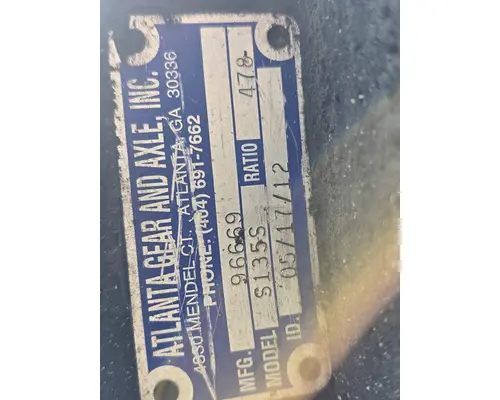 ATLANTA GEAR AND AXLE, INC.
4830 MENDEL CT. ATLANTA, GA 30336
PHONE: (404) 691-7662
MFG. 96669
MODEL S135S RATIO 478
ID. 05/17/12